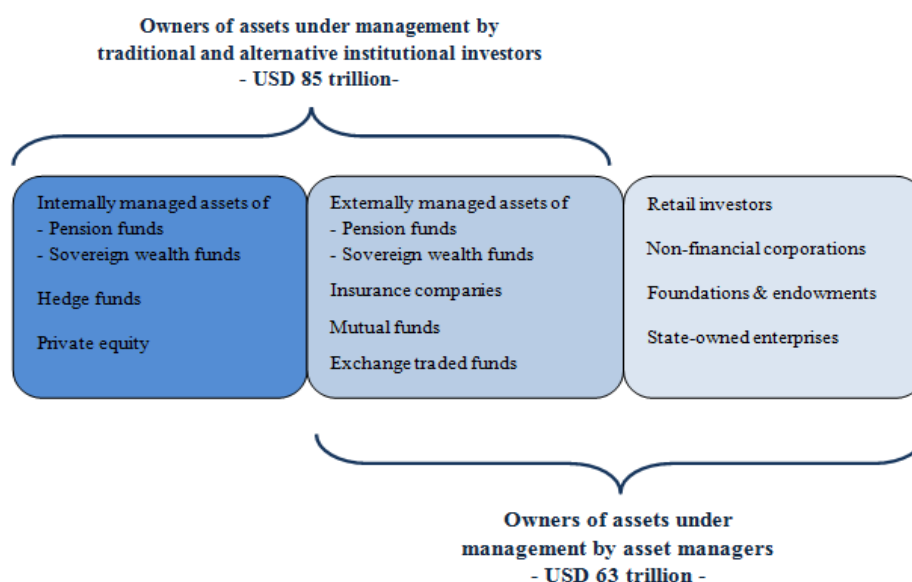 Owners of assets under management by
traditional and alternative institutional investors
- USD 85 trillion-
Internally managed assets of
- Pension funds
- Sovereign wealth funds
Hedge funds
Private equity
Externally managed assets of
- Pension funds
- Sovereign wealth funds
Insurance companies
Mutual funds
Exchange traded funds
Retail investors
Non-financial corporations
Foundations & endowments
State-owned enterprises
Owners of assets under
management by asset managers
- USD 63 trillion -